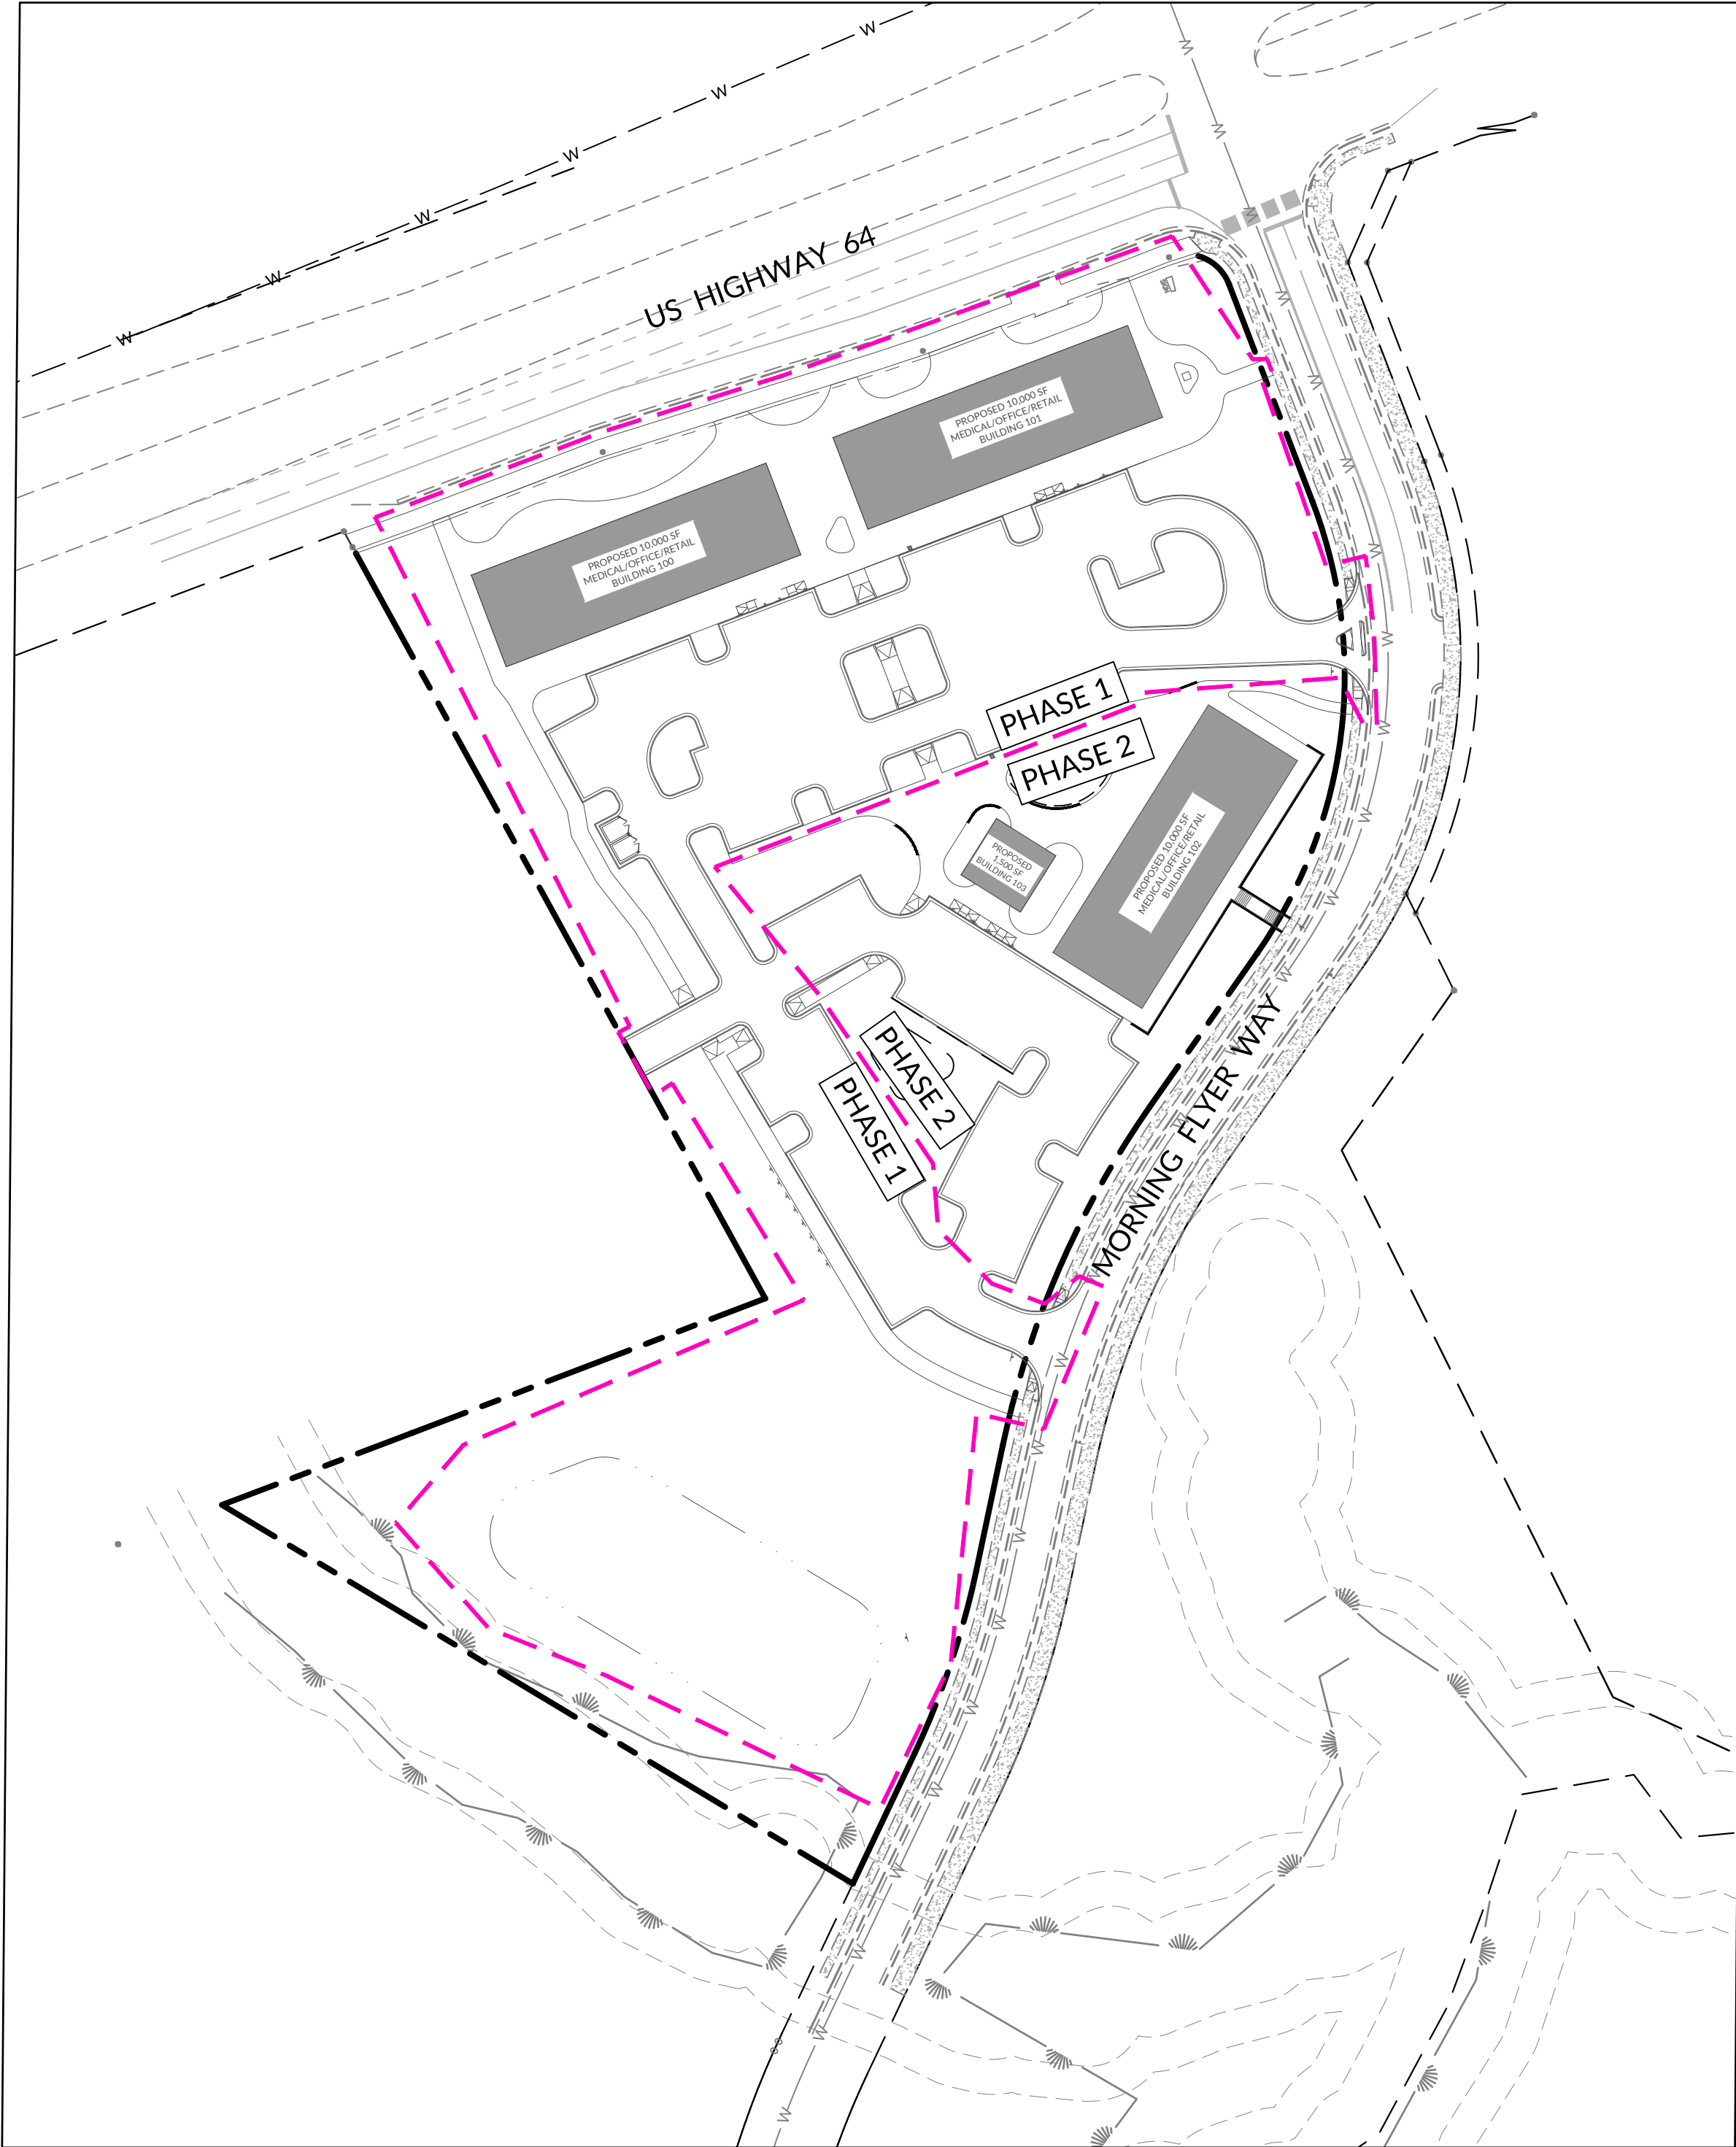 W
W
W
W
W
W
US HIGHWAY 64
W
W
W
W
W
W
W
W
PROPOSED 10,000 SF
MEDICAL/OFFICE/RETAIL
BUILDING 101
PROPOSED 10,000 SF
MEDICAL/OFFICE/RETAIL
BUILDING 100
PHASE 1
PHASE 2
W
W
W
PROPOSED
1,500 SF
BUILDING 103
PROPOSED 10,000 SF
MEDICAL/OFFICE/RETAIL
BUILDING 102
W
PHASE 2
PHASE 1
MORNING FLYER WAY
W
W
W
W
W
W
W
W
W
W
W